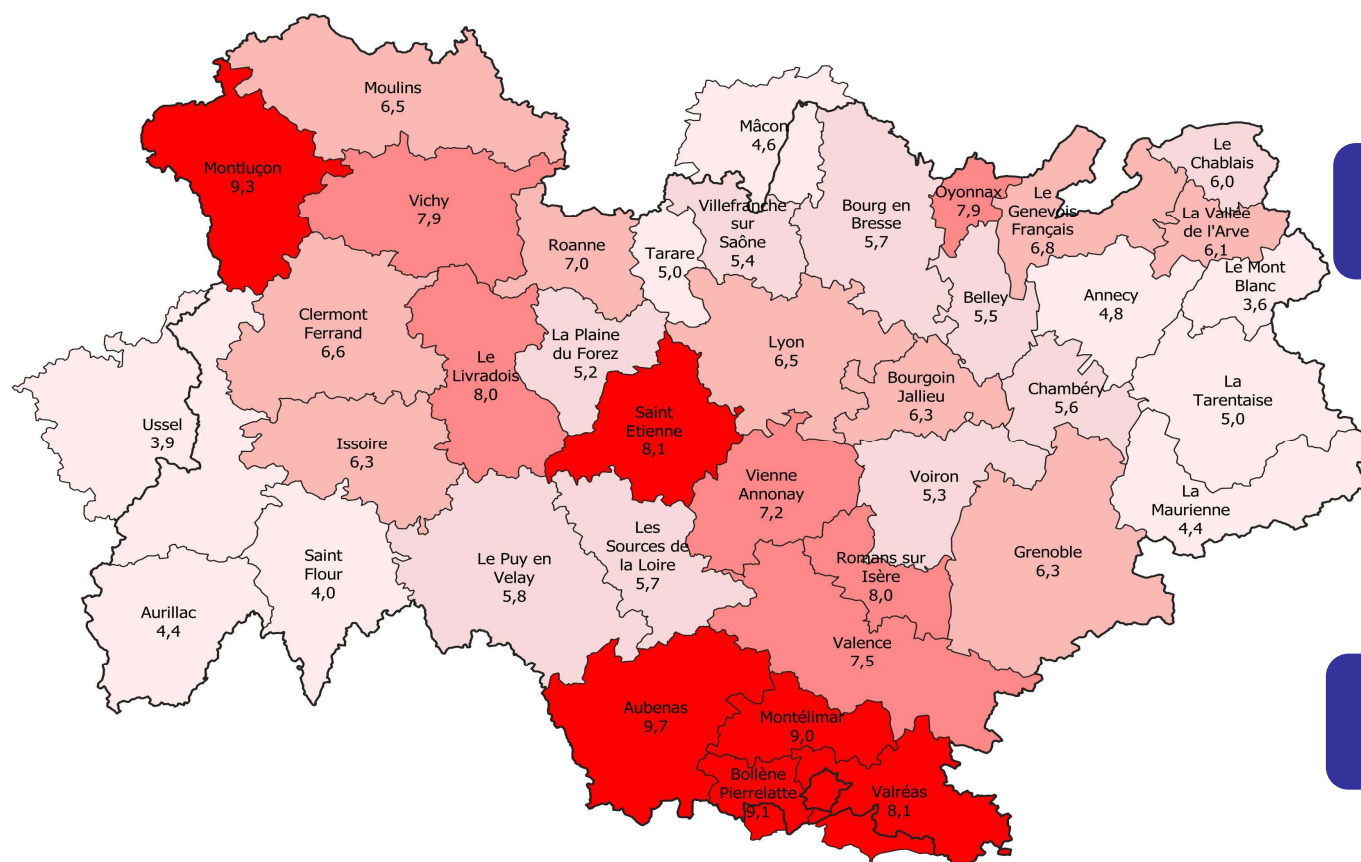 Moulins
6,5
Montluçon
9,3
Vichy
7,9
Mâcon
4,6
Le
Chablais
6,0
Oyonnax
7,9
Le
Genevois
Français
6,8
La Vallée
de l'Arve
6,1
Villefranche
sur
Saône
5,4
Bourg en
Bresse
5,7
Roanne
7,0
Tarare
5,0
Le Mont
Blanc
3,6
Belley
5,5
Annecy
4,8
Clermont
Ferrand
6,6
La Plaine
du Forez
5,2
Lyon
6,5
Le
Livradois
8,0
Bourgoin
Jallieu
6,3
Chambéry
5,6
La
Tarentaise
5,0
Ussel
3,9
Saint
Etienne
8,1
Issoire
6,3
Vienne
Annonay
7,2
Voiron
5,3
La
Maurienne
4,4
Les
Sources de
la Loire
5,7
Grenoble
6,3
Saint
Flour
4,0
Le Puy en
Velay
5,8
Romans sur
Isère
8,0
Aurillac
4,4
Valence
7,5
Aubenas
9,7
Montélimar
9,0
Bollène
Pierrelatte
9,1
Valréas
8,1